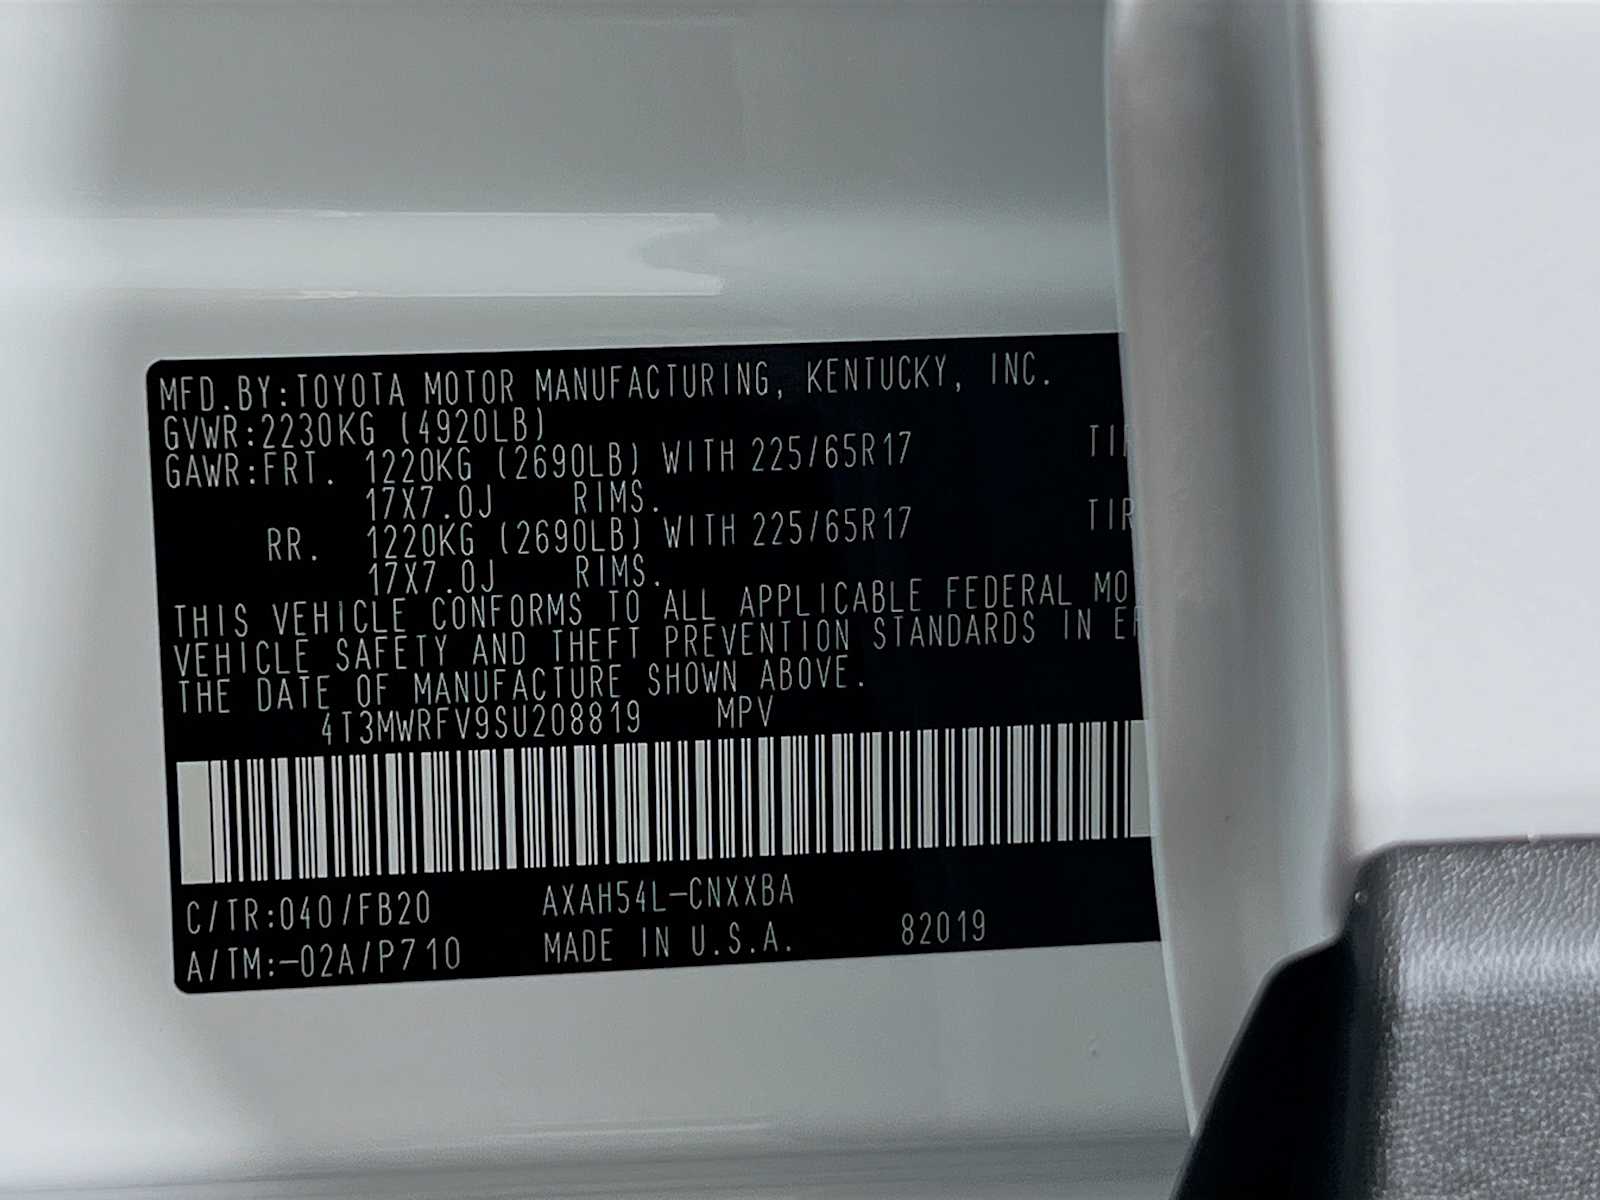 MFD.BY:TOYOTA MOTOR MANUFACTURING, KENTUCKY, INC.
GVWR:2230KG (4920LB)
GAWR:FRT. 1220KG (2690LB) WITH 225/65R17
17X7.0J RIMS.
RR. 1220KG (2690LB) WITH 225/65R17
17X7.0J RIMS.
THIS VEHICLE CONFORMS TO ALL APPLICABLE FEDERAL
VEHICLE SAFETY AND THEFT PREVENTION STANDARDS IN
THE DATE OF MANUFACTURE SHOWN ABOVE.
4T3MWRFV9SU208819 MPV
C/TR:040/FB20 AXAH54L-CNXXBA
A/TM:-02A/P710 MADE IN U.S.A. 82019